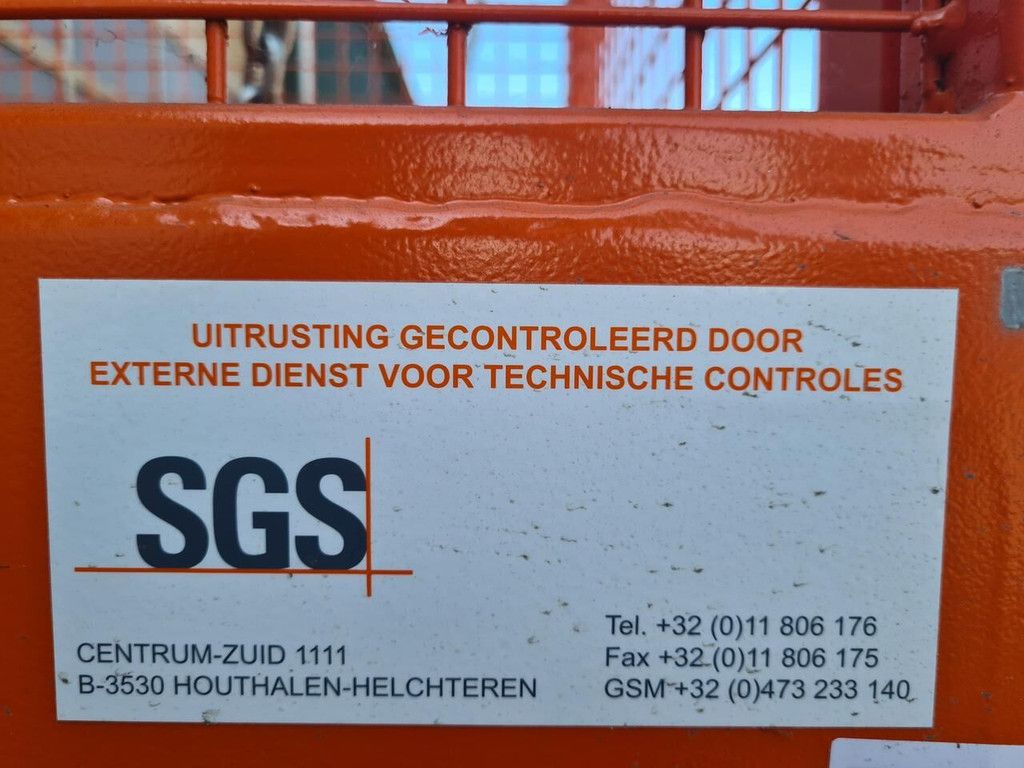 UITRUSTING GECONTROLEERD DOOR
EXTERNE DIENST VOOR TECHNISCHE CONTROLES
SGS
CENTRUM-ZUID 1111
B-3530 HOUTHALEN-HELCHTEREN
Tel. +32 (0)11 806 176
Fax +32 (0)11 806 175
GSM +32 (0)473 233 140